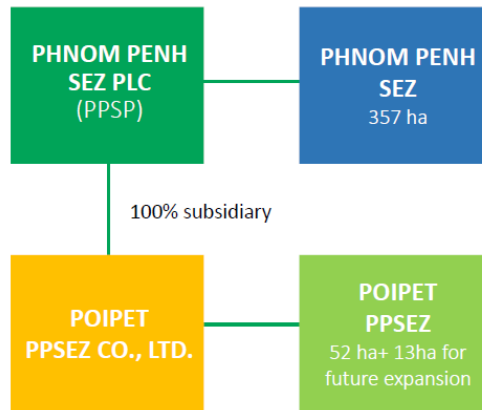 PHNOM PENH
SEZ PLC
(PPSP)
PHNOM PENH
SEZ
357 ha
100% subsidiary
POIPET
PPSEZ CO., LTD.
POIPET
PPSEZ
52 ha+ 13ha for
future expansion